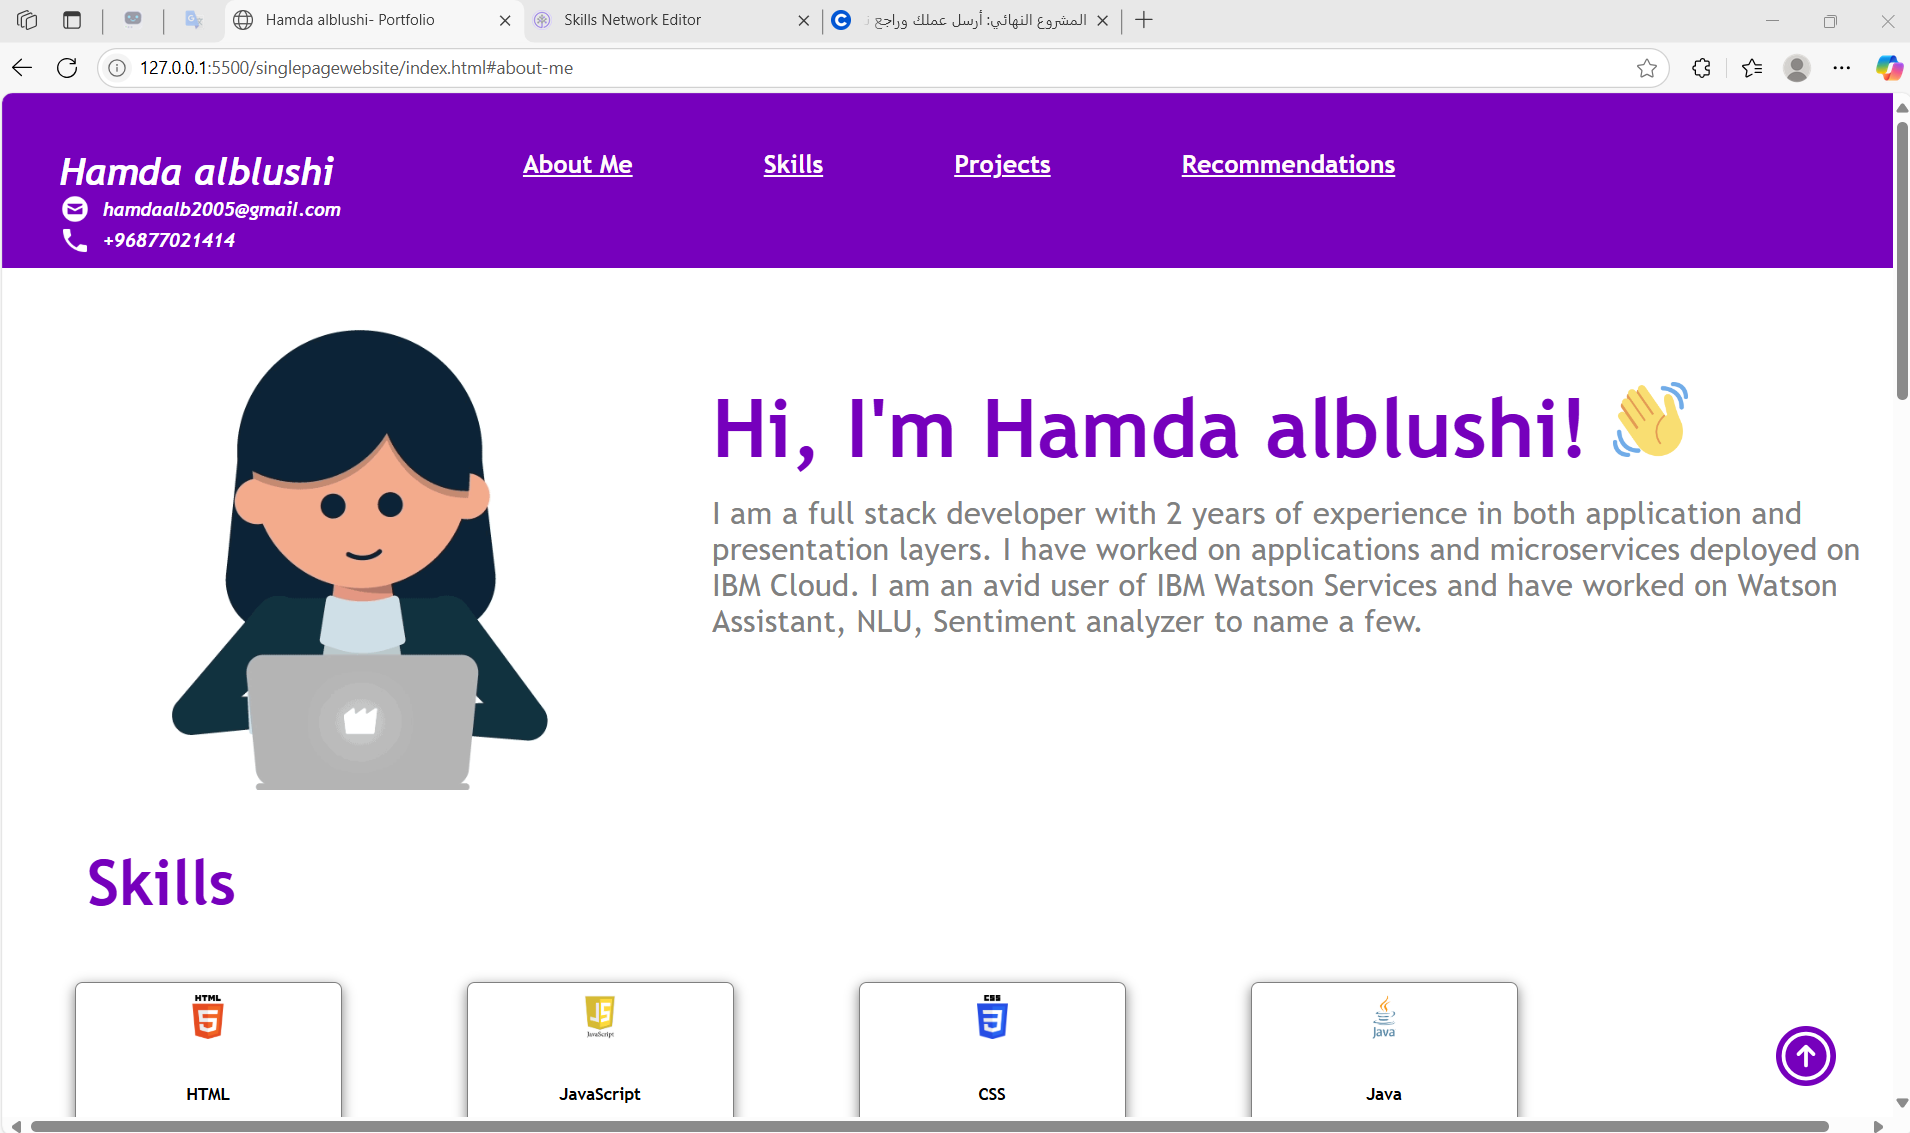 Hamda alblushi- Portfolio
Skills Network Editor
المشروع النهائي: أرسل عملك وراجع
127.0.0.1:5500/singlepagewebsite/index.html#about-me
Hamda alblushi
hamdaalb2005@gmail.com
+96877021414
About Me
Skills
Projects
Recommendations
Hi, I'm Hamda alblushi! 👋
I am a full stack developer with 2 years of experience in both application and
presentation layers. I have worked on applications and microservices deployed on
IBM Cloud. I am an avid user of IBM Watson Services and have worked on Watson
Assistant, NLU, Sentiment analyzer to name a few.
Skills
HTML
5
HTML
JS
JavaScript
JavaScript
CSS
3
CSS
Java
Java